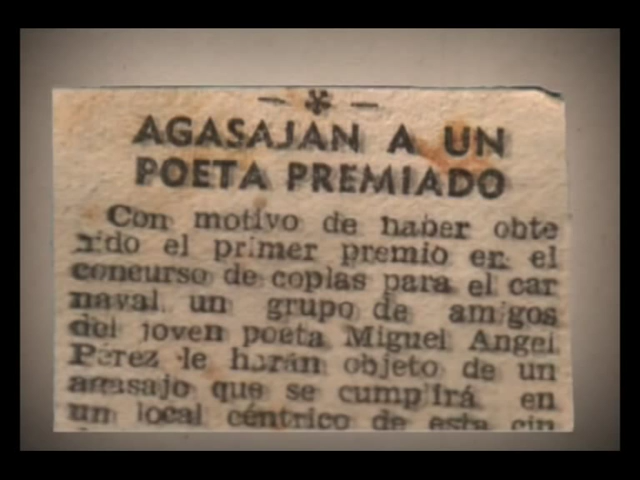 AGASAJAN A UN
POETA PREMIADO
Con motivo de haber obte
nido el primer premio en el
concurso de coplas para el car
naval, un grupo de amigos
del joven poeta Miguel Angel
Pérez le harán objeto de un
agasajo que se cumplirá en
un local céntrico de esta ciu